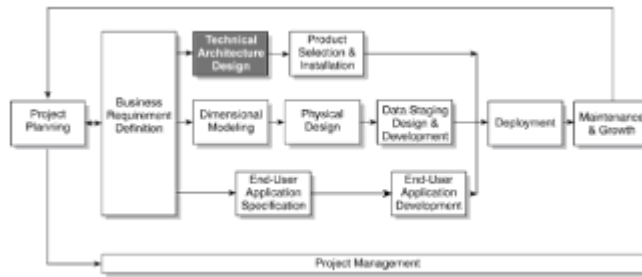 Technical
Architecture
Design
Product
Selection &
Installation
Project
Planning
Business
Requirement
Definition
Dimensional
Modeling
Physical
Design
Data Staging
Design &
Development
Deployment
Maintenance
& Growth
End-User
Application
Specification
End-User
Application
Development
Project Management